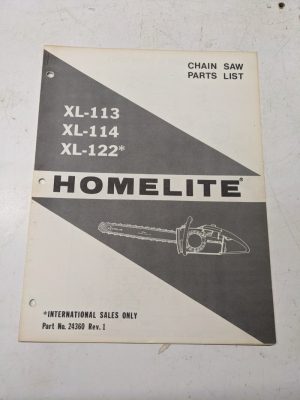 CHAIN SAW
PARTS LIST
XL-113
XL-114
XL-122*
HOMELITE®
*INTERNATIONAL SALES ONLY
Part No. 24360 Rev. 1